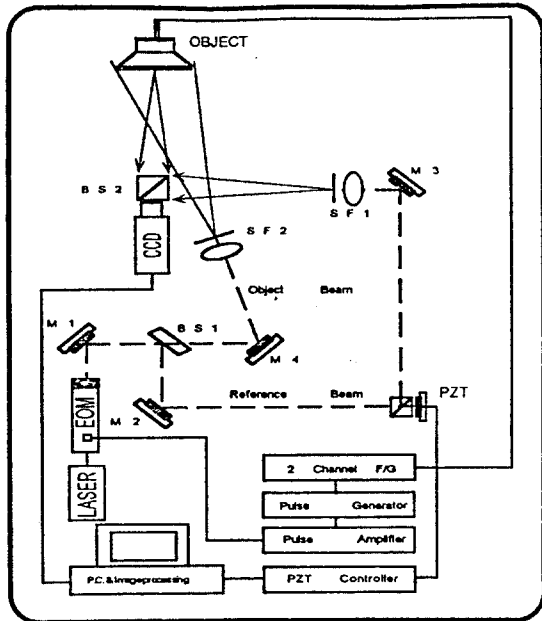 OBJECT
M 3
B S 2
S F 1
S F 2
CCD
Object Beam
M 1
B S 1
M 4
EOM
M 2
Reference Beam
PZT
LASER
2 Channel F/G
Pulse Generator
Pulse Amplifier
P.C. & Imageprocessing
PZT Controller